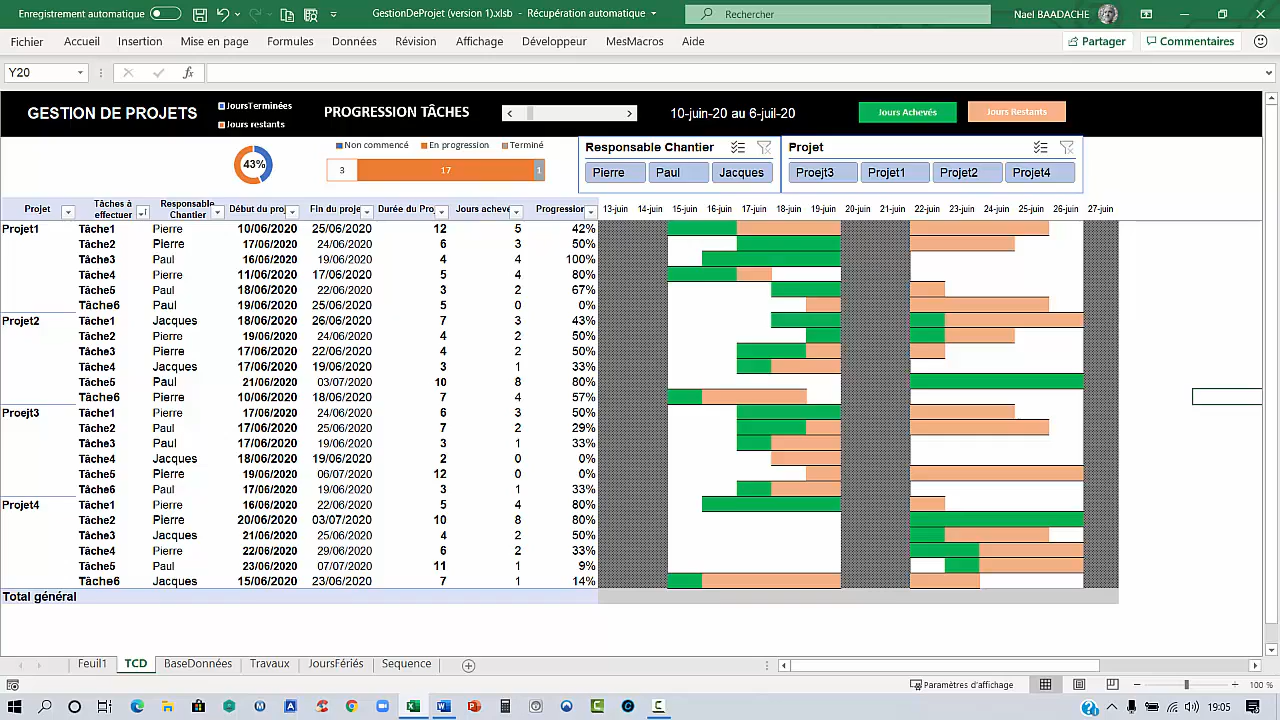 Enregistrement automatique
GestionDeProjet (version 1).xlsb - Récupération automatique
Rechercher
Nael BAADACHE
Fichier Accueil Insertion Mise en page Formules Données Révision Affichage Développeur MesMacros Aide
Partager Commentaires
Y20 fx
GESTION DE PROJETS
JoursTerminées
Jours restants
PROGRESSION TÂCHES
10-juin-20 au 6-juil-20
Jours Achevés
Jours Restants
43%
Non commencé En progression Terminé
3 17 1
Responsable Chantier
Pierre Paul Jacques
Projet
Proejt3 Projet1 Projet2 Projet4
Projet Tâches à effectuer Responsable Chantier Début du proj FIn du projet Durée du Pro Jours acheve Progression 13-juin 14-juin 15-juin 16-juin 17-juin 18-juin 19-juin 20-juin 21-juin 22-juin 23-juin 24-juin 25-juin 26-juin 27-juin
Projet1 Tâche1 Pierre 10/06/2020 25/06/2020 12 5 42%
Tâche2 Pierre 17/06/2020 24/06/2020 6 3 50%
Tâche3 Paul 16/06/2020 19/06/2020 4 4 100%
Tâche4 Pierre 11/06/2020 17/06/2020 5 4 80%
Tâche5 Paul 18/06/2020 22/06/2020 3 2 67%
Tâche6 Paul 19/06/2020 25/06/2020 5 0 0%
Projet2 Tâche1 Jacques 18/06/2020 26/06/2020 7 3 43%
Tâche2 Pierre 19/06/2020 24/06/2020 4 2 50%
Tâche3 Pierre 17/06/2020 22/06/2020 4 2 50%
Tâche4 Jacques 17/06/2020 19/06/2020 3 1 33%
Tâche5 Paul 21/06/2020 03/07/2020 10 8 80%
Tâche6 Pierre 10/06/2020 18/06/2020 7 4 57%
Proejt3 Tâche1 Pierre 17/06/2020 24/06/2020 6 3 50%
Tâche2 Paul 17/06/2020 25/06/2020 7 2 29%
Tâche3 Paul 17/06/2020 19/06/2020 3 1 33%
Tâche4 Jacques 18/06/2020 19/06/2020 2 0 0%
Tâche5 Pierre 19/06/2020 06/07/2020 12 0 0%
Tâche6 Paul 17/06/2020 19/06/2020 3 1 33%
Projet4 Tâche1 Paul 16/06/2020 22/06/2020 5 4 80%
Tâche2 Pierre 20/06/2020 03/07/2020 10 8 80%
Tâche3 Jacques 21/06/2020 25/06/2020 4 2 50%
Tâche4 Pierre 22/06/2020 29/06/2020 6 2 33%
Tâche5 Paul 23/06/2020 07/07/2020 11 1 9%
Tâche6 Jacques 15/06/2020 23/06/2020 7 1 14%
Total général
Feuil1 TCD BaseDonnées Travaux JoursFériés Sequence
Paramètres d'affichage 100 %
19:05